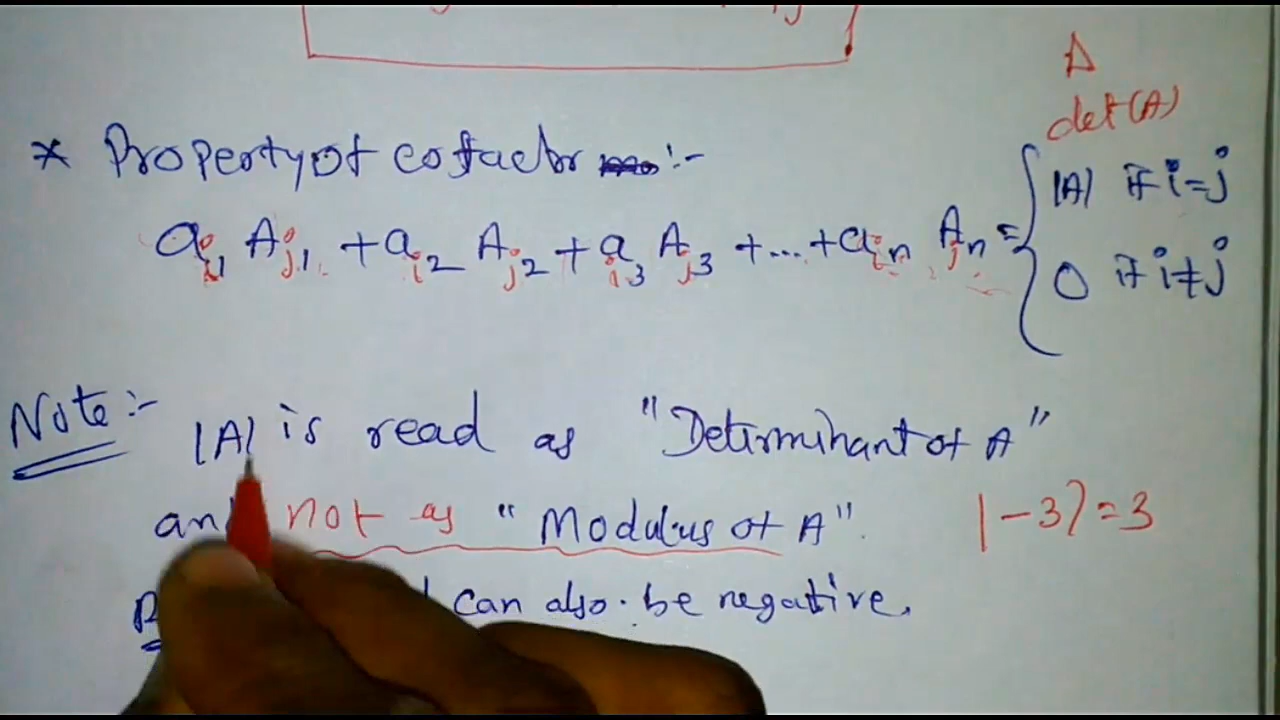 Δ
det(A)
* Property of cofactor :-
a_i1 A_j1 + a_i2 A_j2 + a_i3 A_j3 + ... + a_in A_jn = { |A| if i=j
0 if i≠j
Note :- |A| is read as "Determinant of A"
and not as "Modulus of A". |-3| = 3
can also be negative.